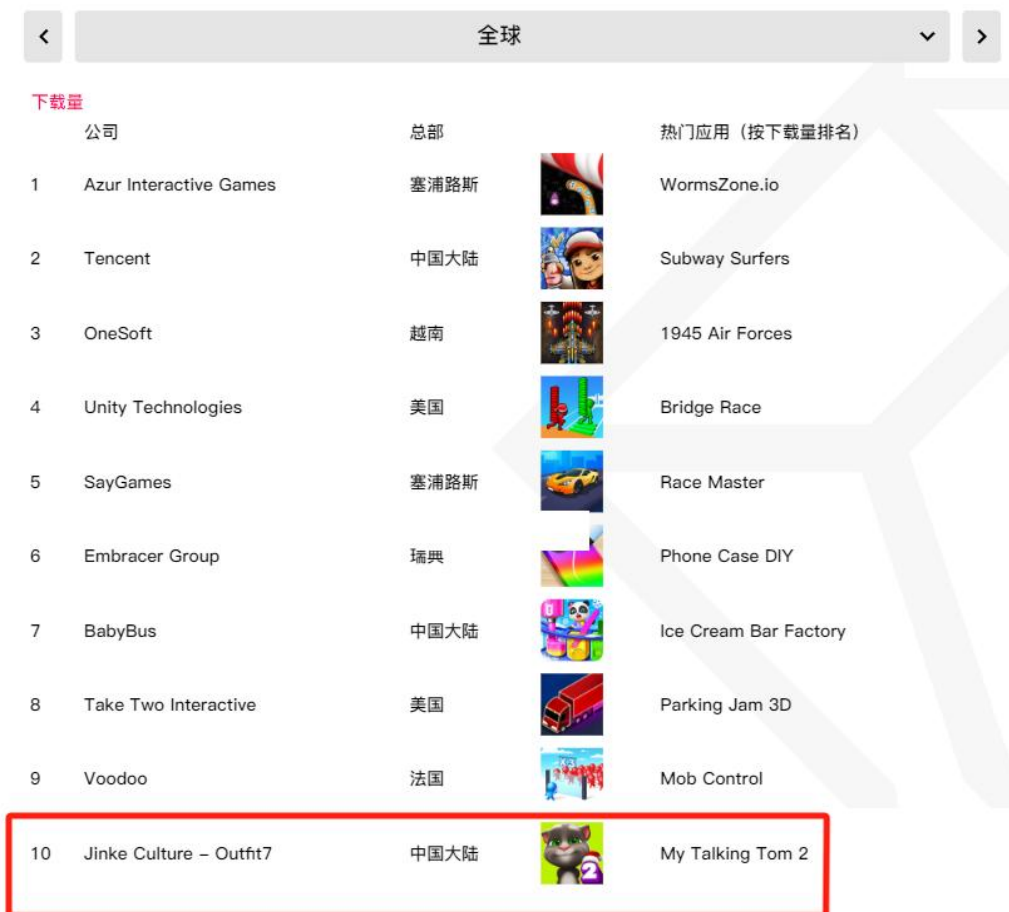 全球
下载量
公司 总部 热门应用（按下载量排名）
1 Azur Interactive Games 塞浦路斯 WormsZone.io
2 Tencent 中国大陆 Subway Surfers
3 OneSoft 越南 1945 Air Forces
4 Unity Technologies 美国 Bridge Race
5 SayGames 塞浦路斯 Race Master
6 Embracer Group 瑞典 Phone Case DIY
7 BabyBus 中国大陆 Ice Cream Bar Factory
8 Take Two Interactive 美国 Parking Jam 3D
9 Voodoo 法国 Mob Control
10 Jinke Culture – Outfit7 中国大陆 2 My Talking Tom 2